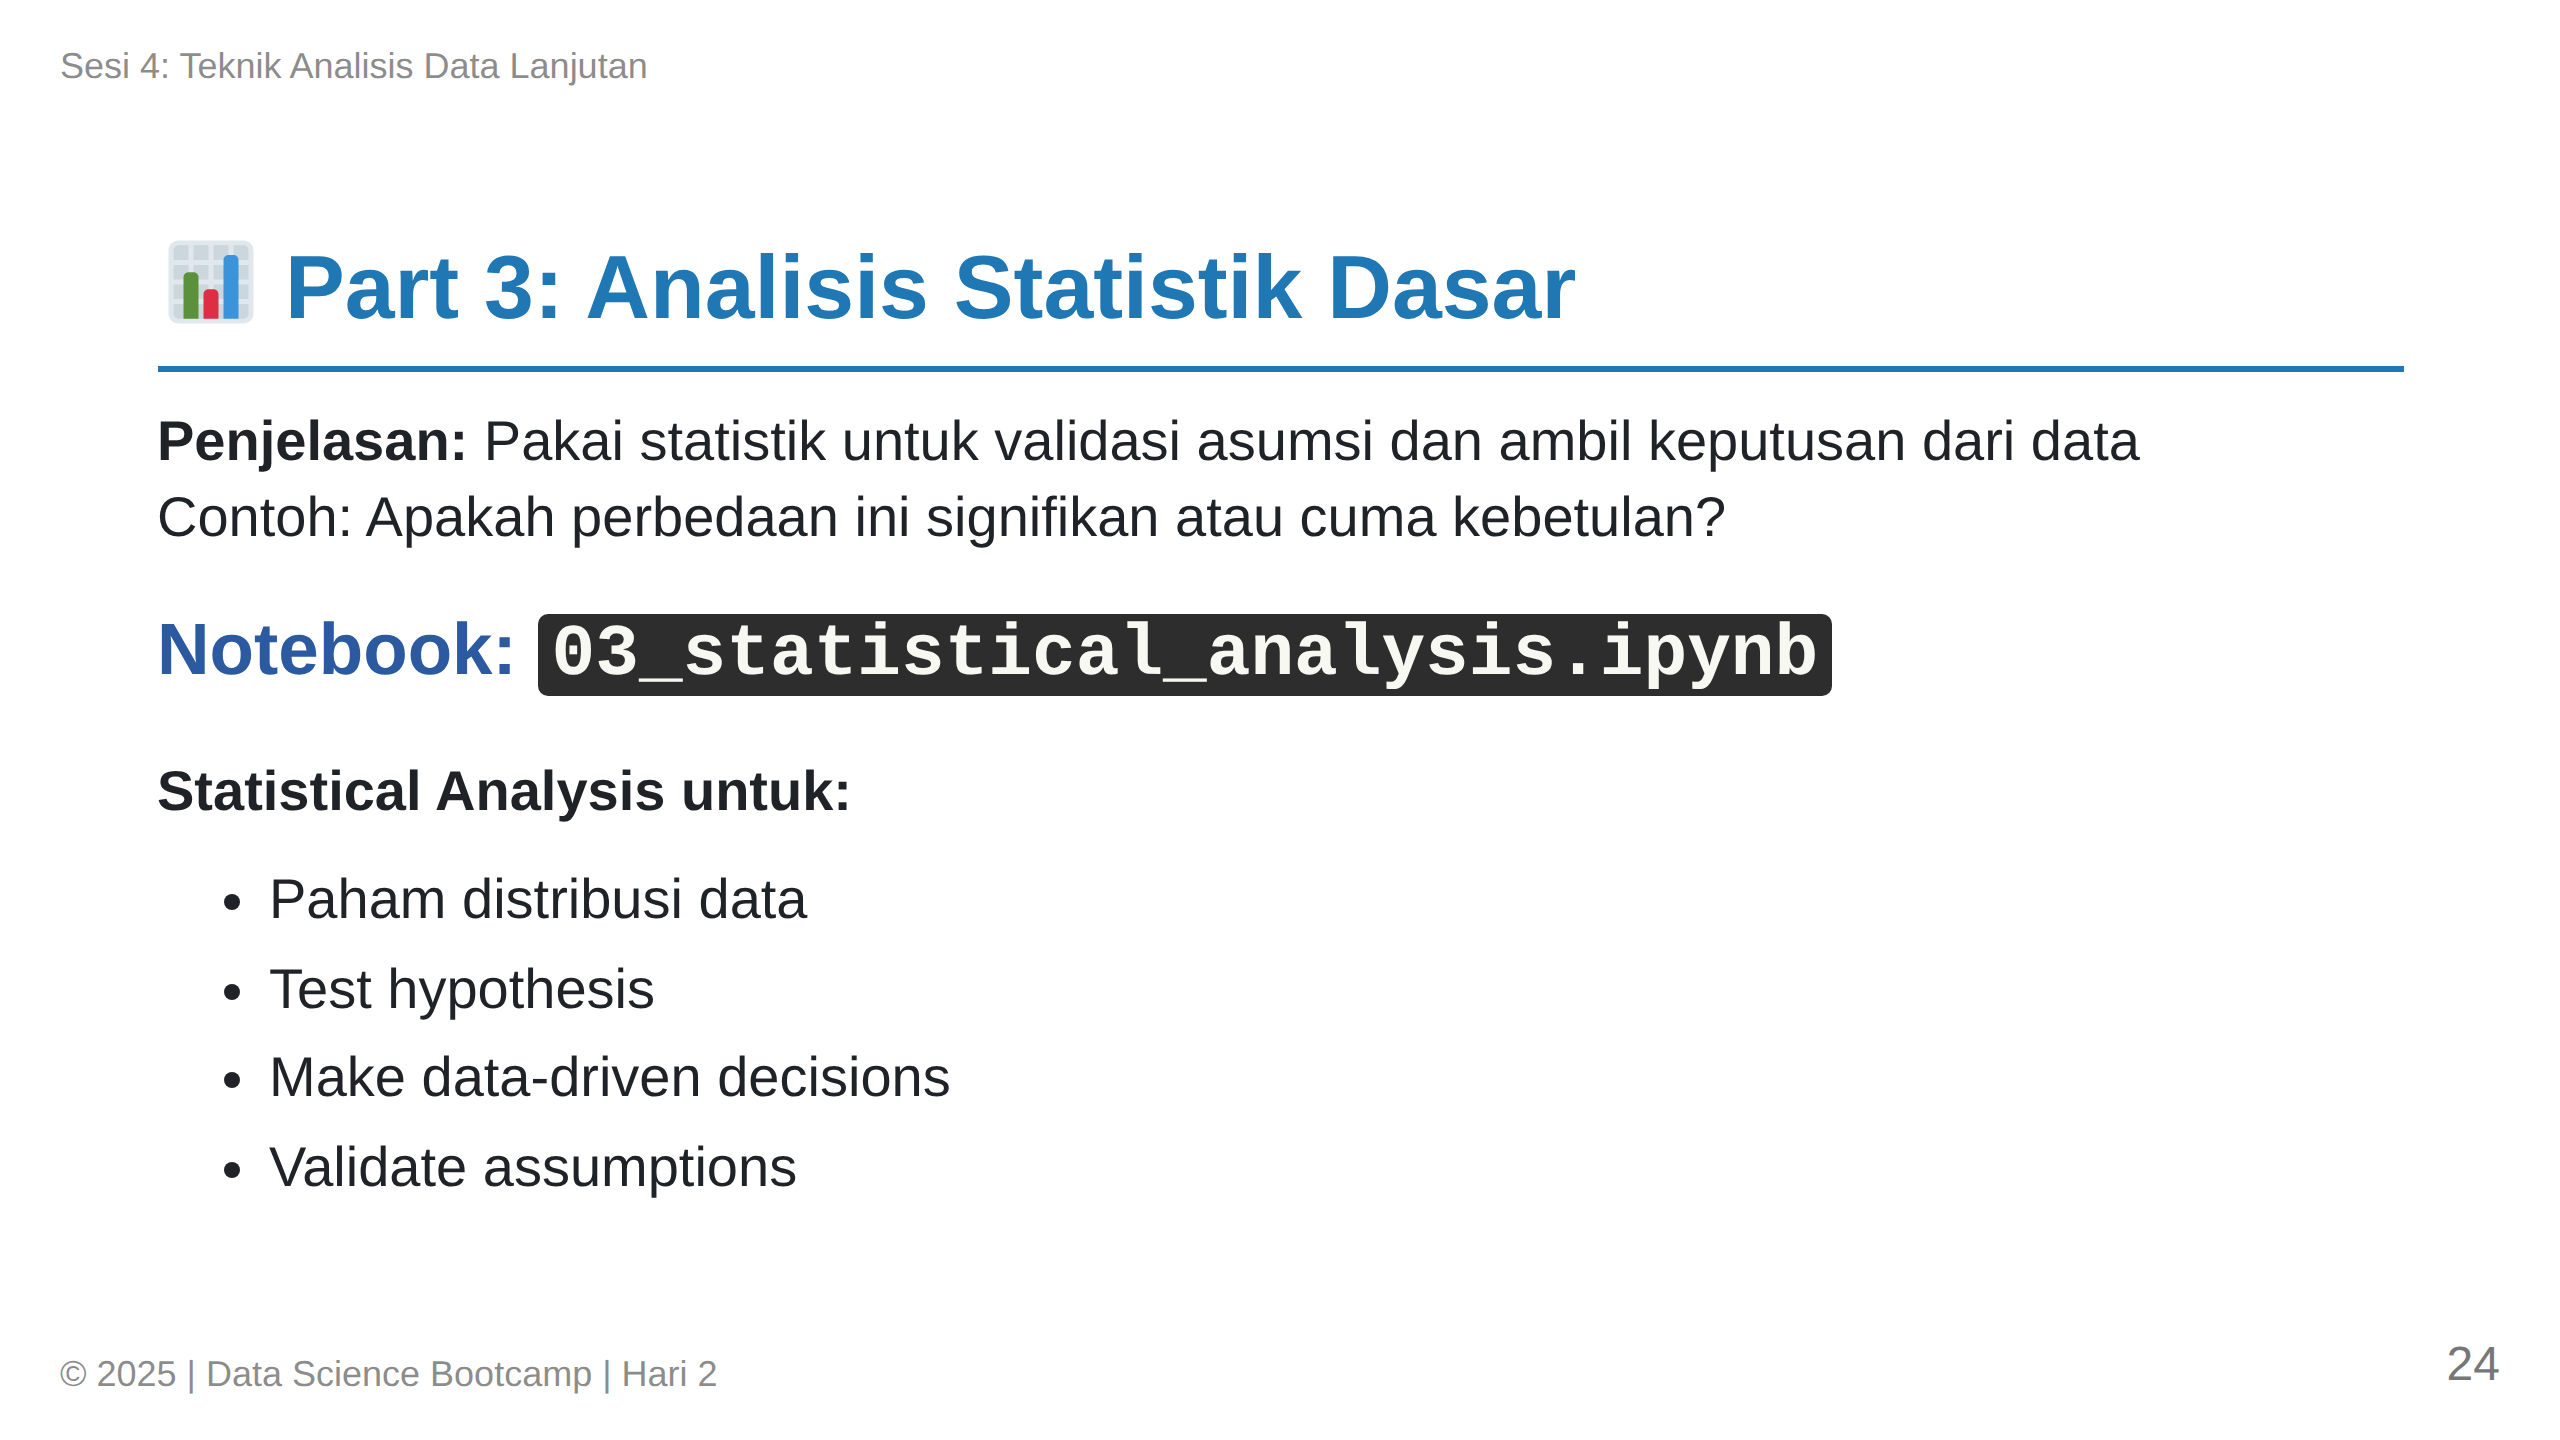 Sesi 4: Teknik Analisis Data Lanjutan
Part 3: Analisis Statistik Dasar
Penjelasan: Pakai statistik untuk validasi asumsi dan ambil keputusan dari data
Contoh: Apakah perbedaan ini signifikan atau cuma kebetulan?
Notebook: 03_statistical_analysis.ipynb
Statistical Analysis untuk:
• Paham distribusi data
• Test hypothesis
• Make data-driven decisions
• Validate assumptions
© 2025 | Data Science Bootcamp | Hari 2
24